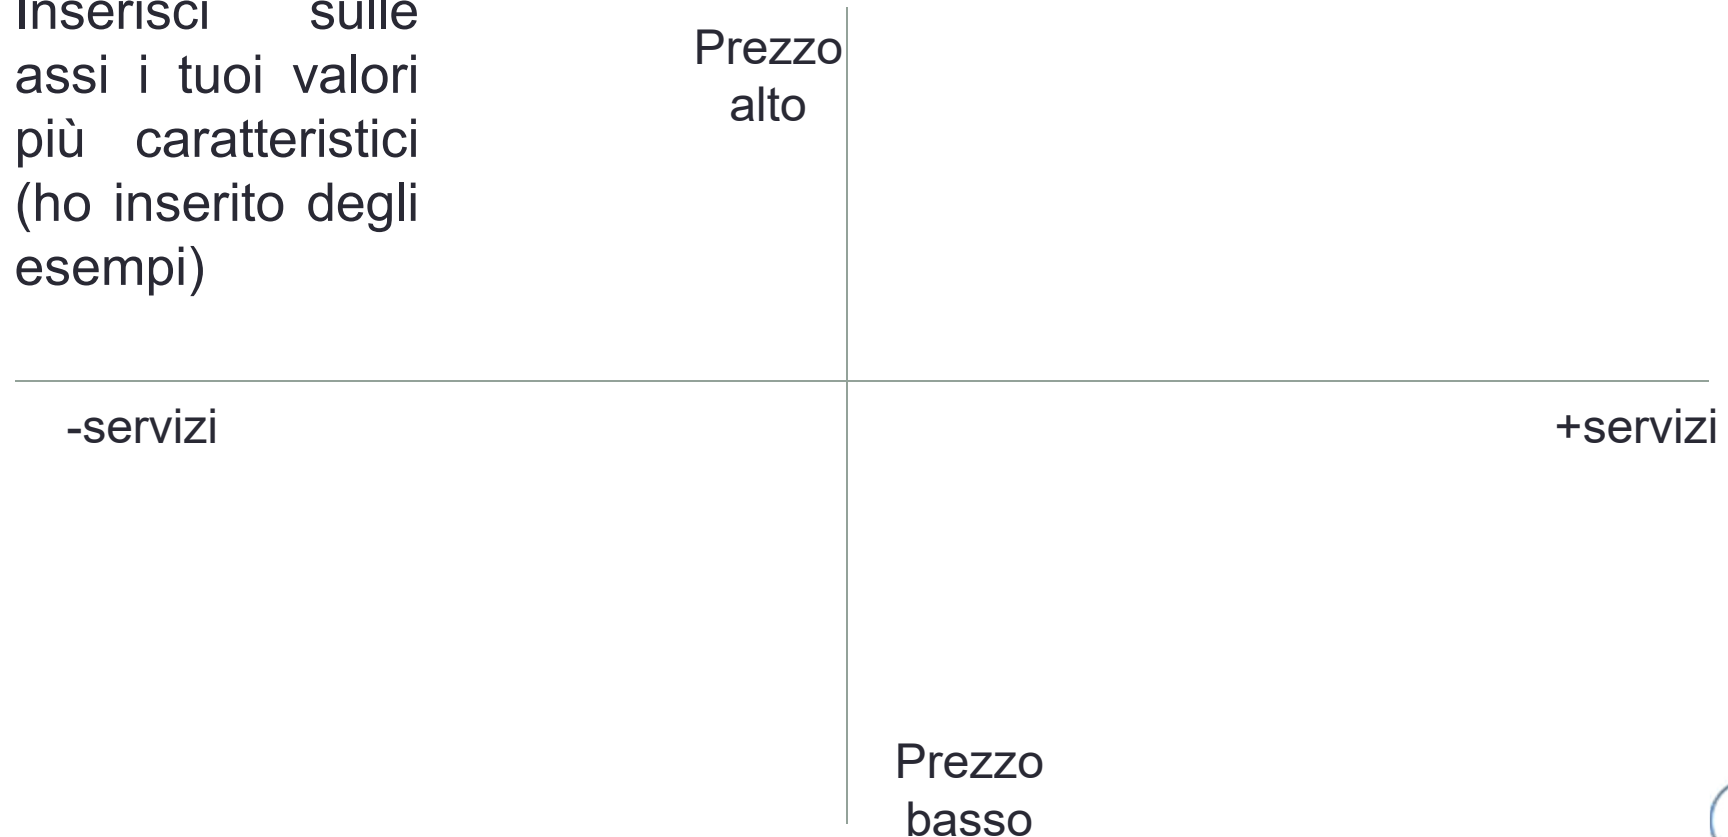 Inserisci sulle
assi i tuoi valori
più caratteristici
(ho inserito degli
esempi)
Prezzo
alto
-servizi
+servizi
Prezzo
basso